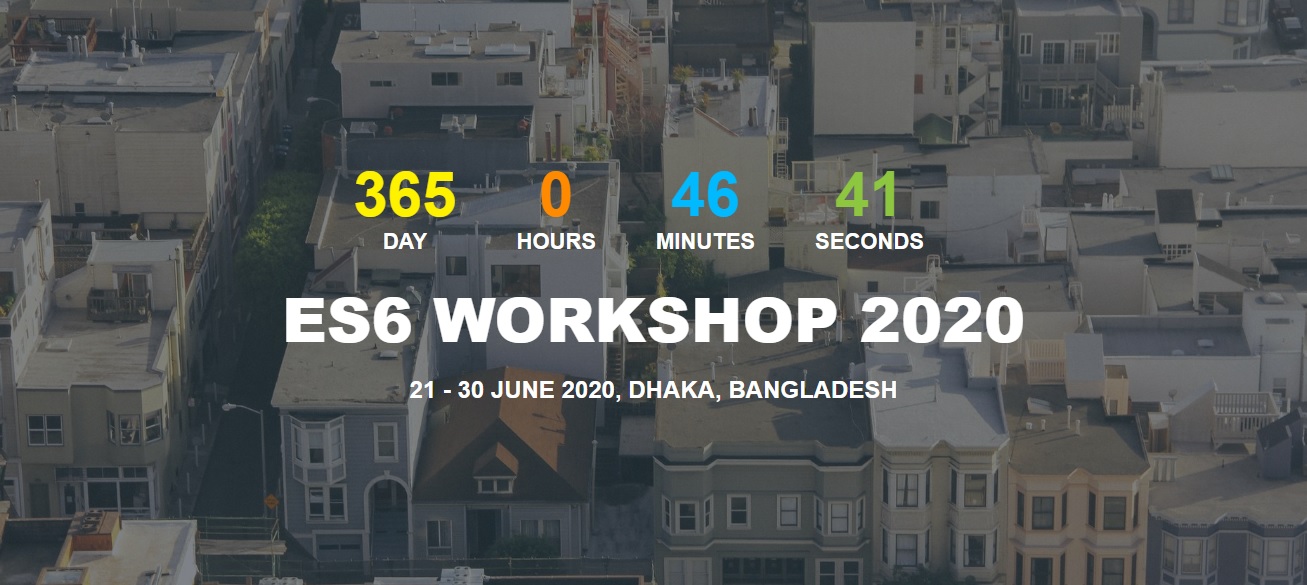 365 0 46 41
DAY HOURS MINUTES SECONDS
ES6 WORKSHOP 2020
21 - 30 JUNE 2020, DHAKA, BANGLADESH